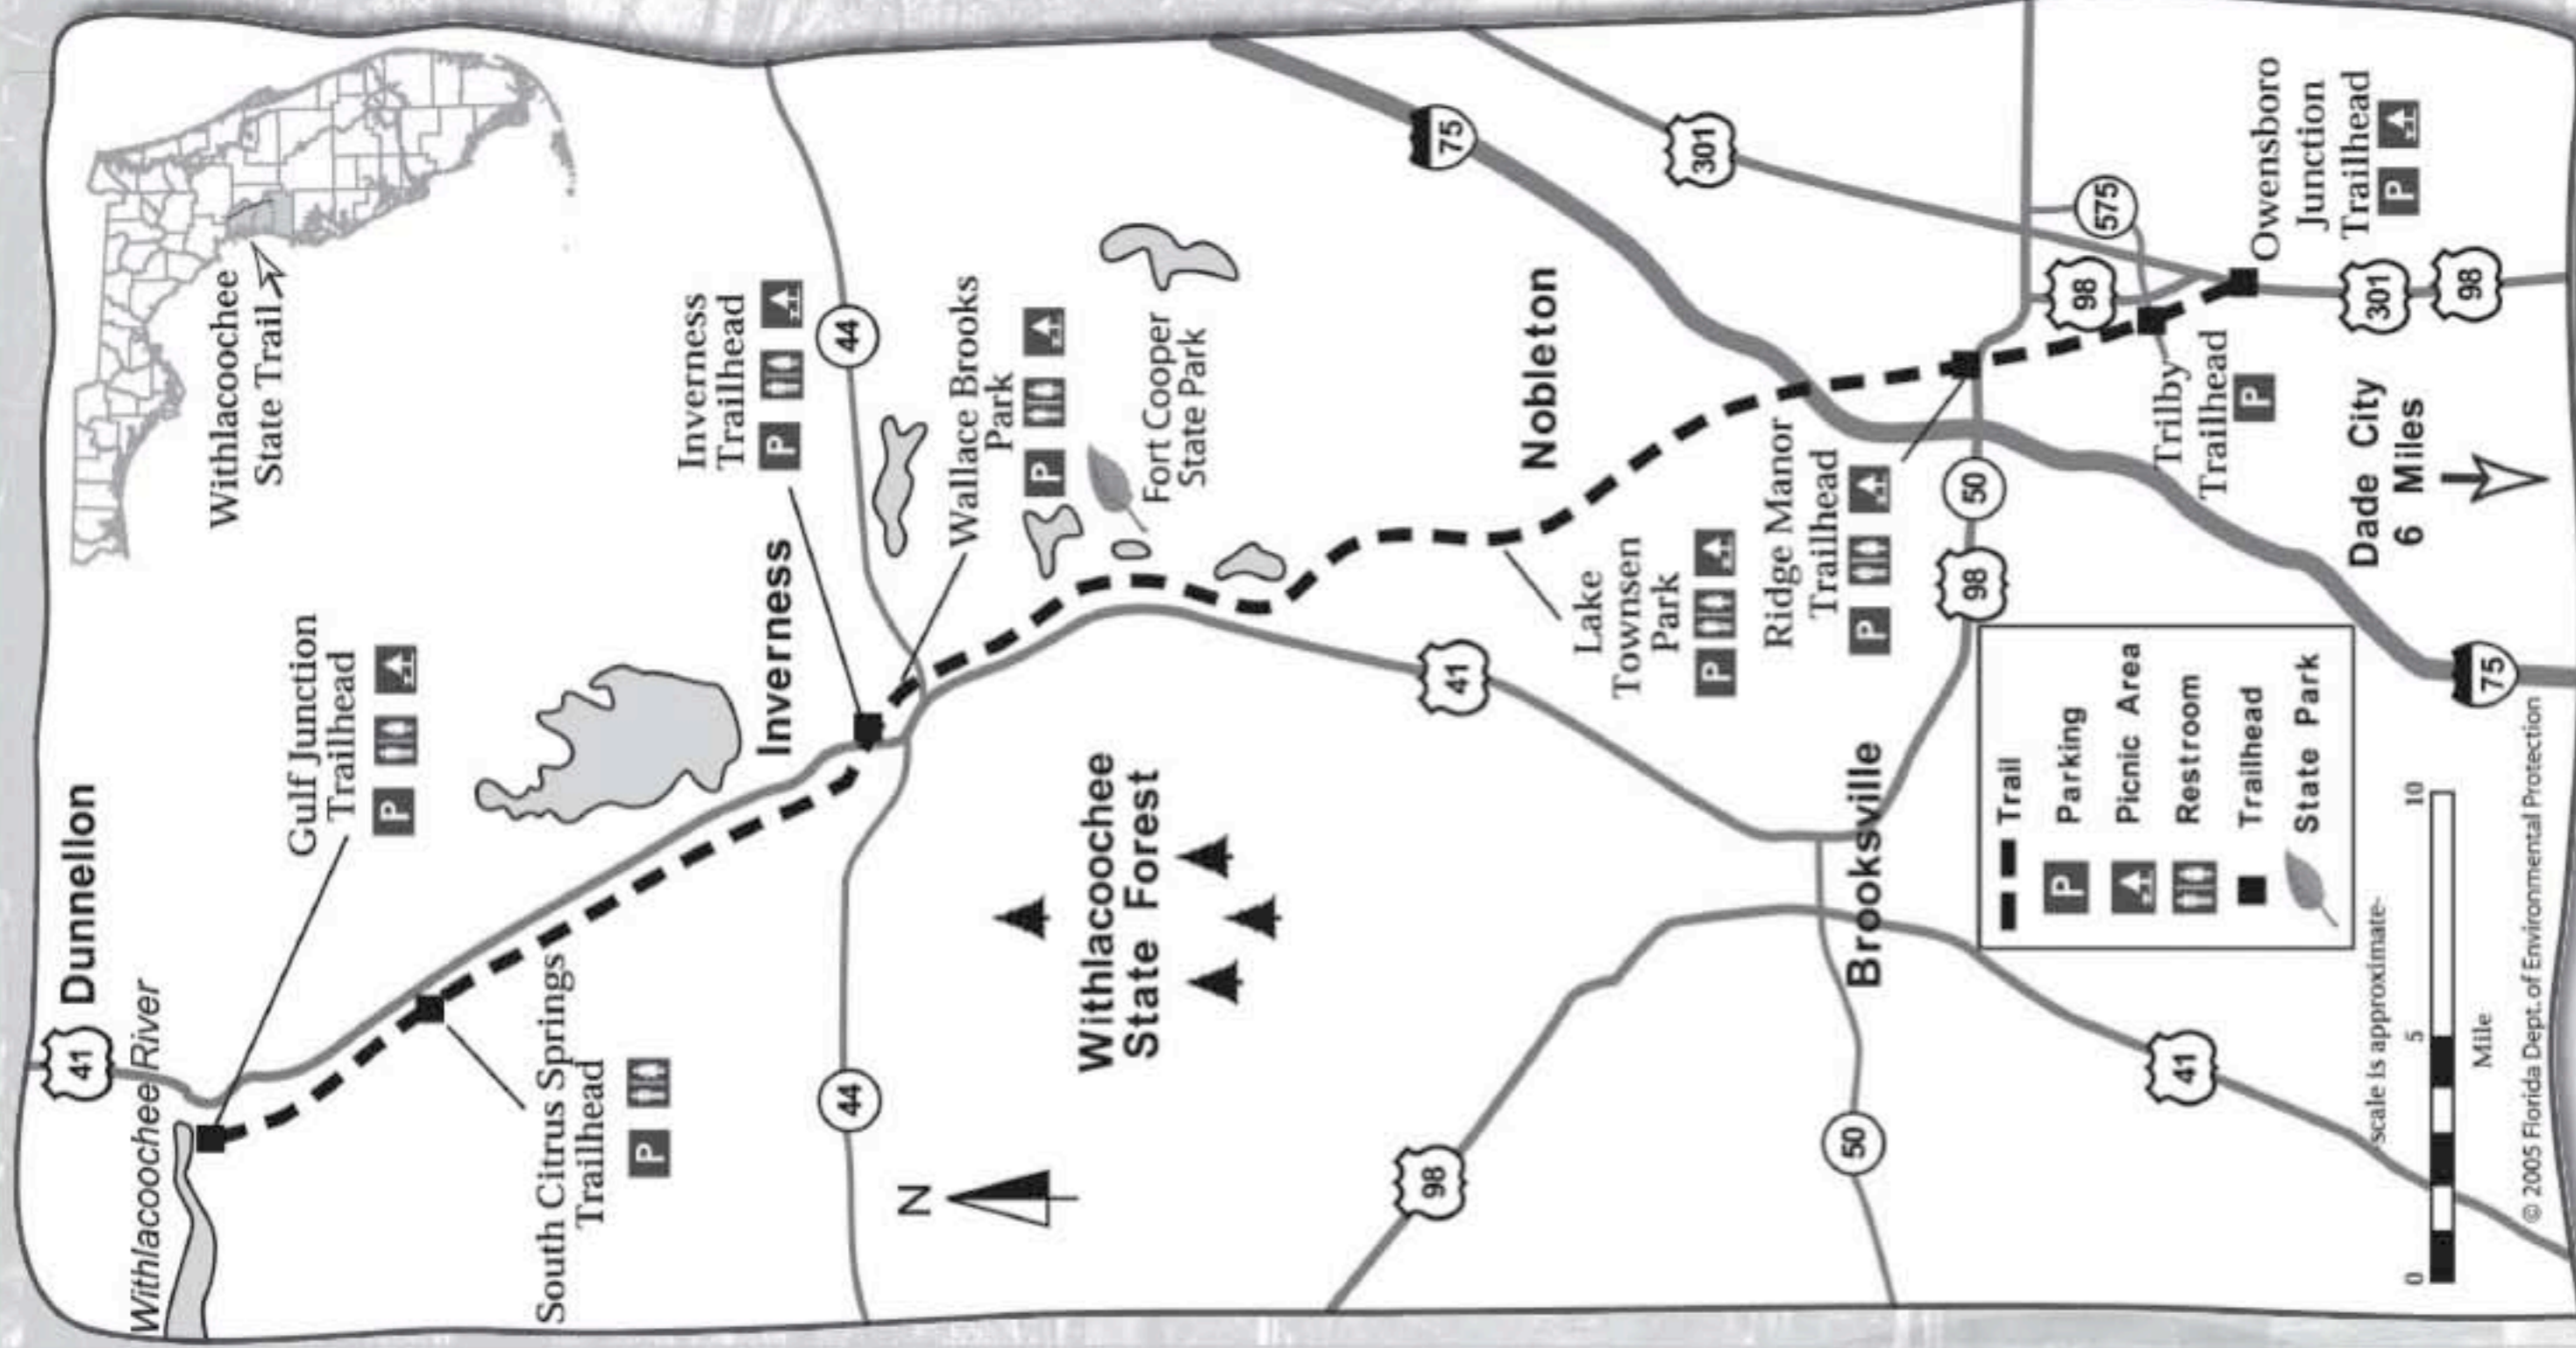 41
Dunnellon
Withlacoochee River
Withlacoochee
State Trail
Gulf Junction
Trailhead
P
South Citrus Springs
Trailhead
P
Inverness
Inverness
Trailhead
P
44
44
Wallace Brooks
Park
P
Fort Cooper
State Park
N
Withlacoochee
State Forest
75
301
41
98
Nobleton
Lake
Townsen
Park
P
Ridge Manor
Trailhead
P
Brooksville
50
50
98
98
575
41
Trilby
Trailhead
P
Owensboro
Junction
Trailhead
P
301
98
Dade City
6 Miles
75
Trail
P Parking
Picnic Area
Restroom
Trailhead
State Park
-scale is approximate-
0 5 10
Mile
© 2005 Florida Dept. of Environmental Protection